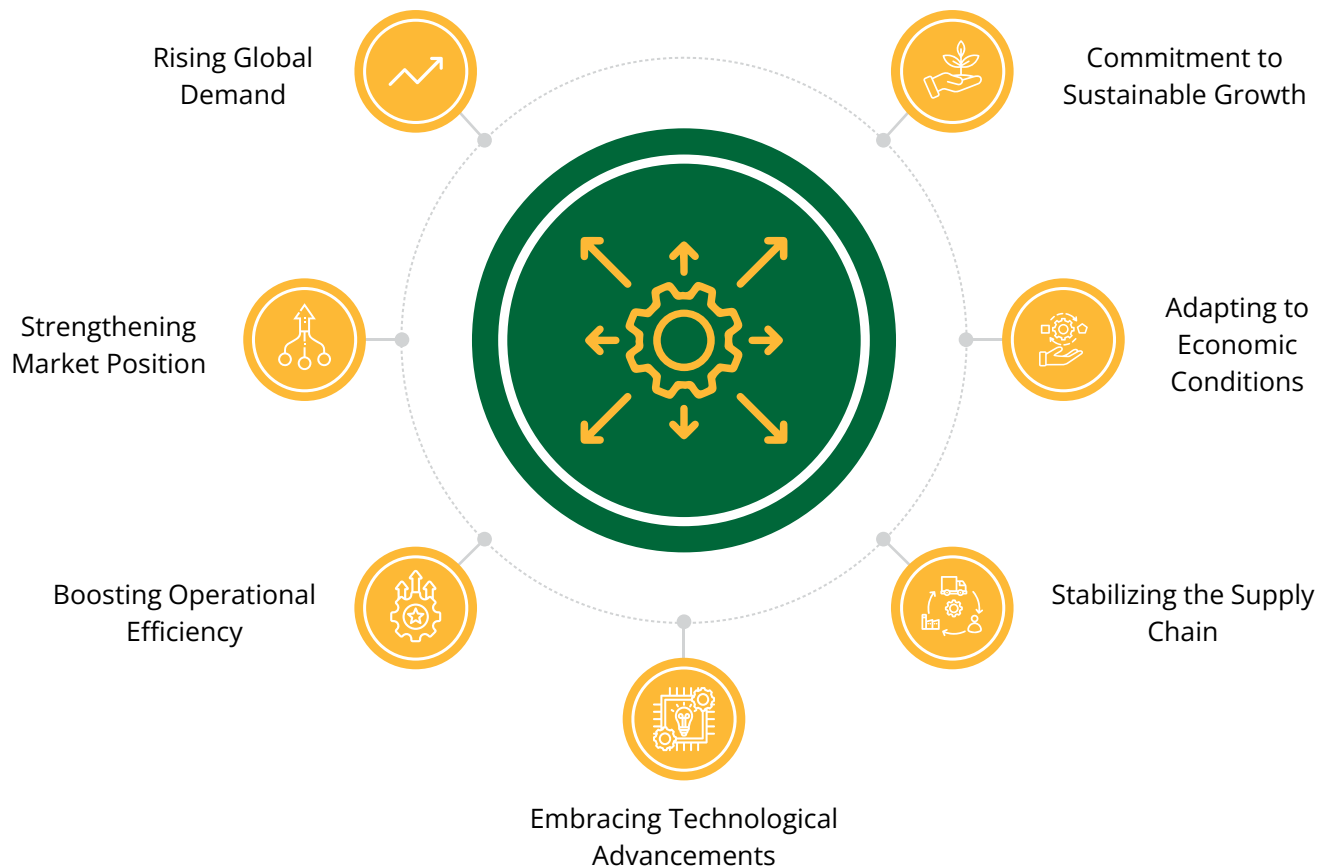 Rising Global
Demand
Commitment to
Sustainable Growth
Strengthening
Market Position
Adapting to
Economic
Conditions
Boosting Operational
Efficiency
Stabilizing the Supply
Chain
Embracing Technological
Advancements